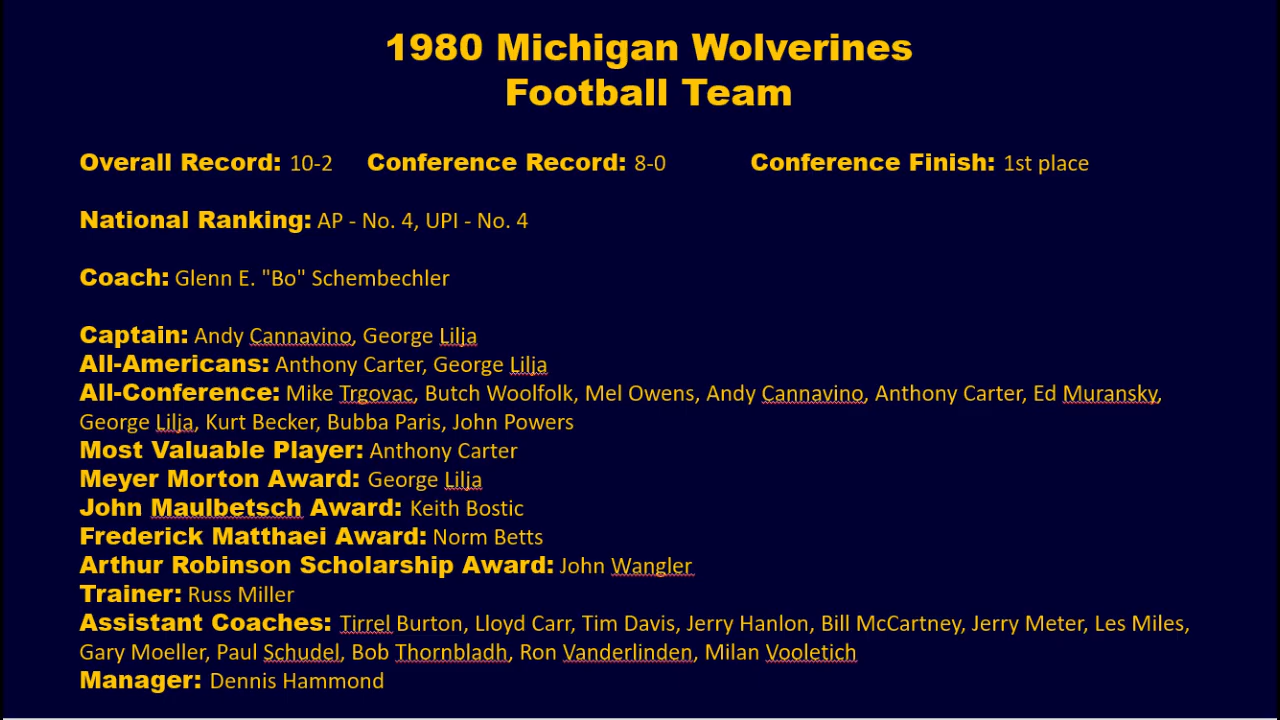 1980 Michigan Wolverines
Football Team
Overall Record: 10-2 Conference Record: 8-0 Conference Finish: 1st place
National Ranking: AP - No. 4, UPI - No. 4
Coach: Glenn E. "Bo" Schembechler
Captain: Andy Cannavino, George Lilja
All-Americans: Anthony Carter, George Lilja
All-Conference: Mike Trgovac, Butch Woolfolk, Mel Owens, Andy Cannavino, Anthony Carter, Ed Muransky,
George Lilja, Kurt Becker, Bubba Paris, John Powers
Most Valuable Player: Anthony Carter
Meyer Morton Award: George Lilja
John Maulbetsch Award: Keith Bostic
Frederick Matthaei Award: Norm Betts
Arthur Robinson Scholarship Award: John Wangler
Trainer: Russ Miller
Assistant Coaches: Tirrel Burton, Lloyd Carr, Tim Davis, Jerry Hanlon, Bill McCartney, Jerry Meter, Les Miles,
Gary Moeller, Paul Schudel, Bob Thornbladh, Ron Vanderlinden, Milan Vooletich
Manager: Dennis Hammond